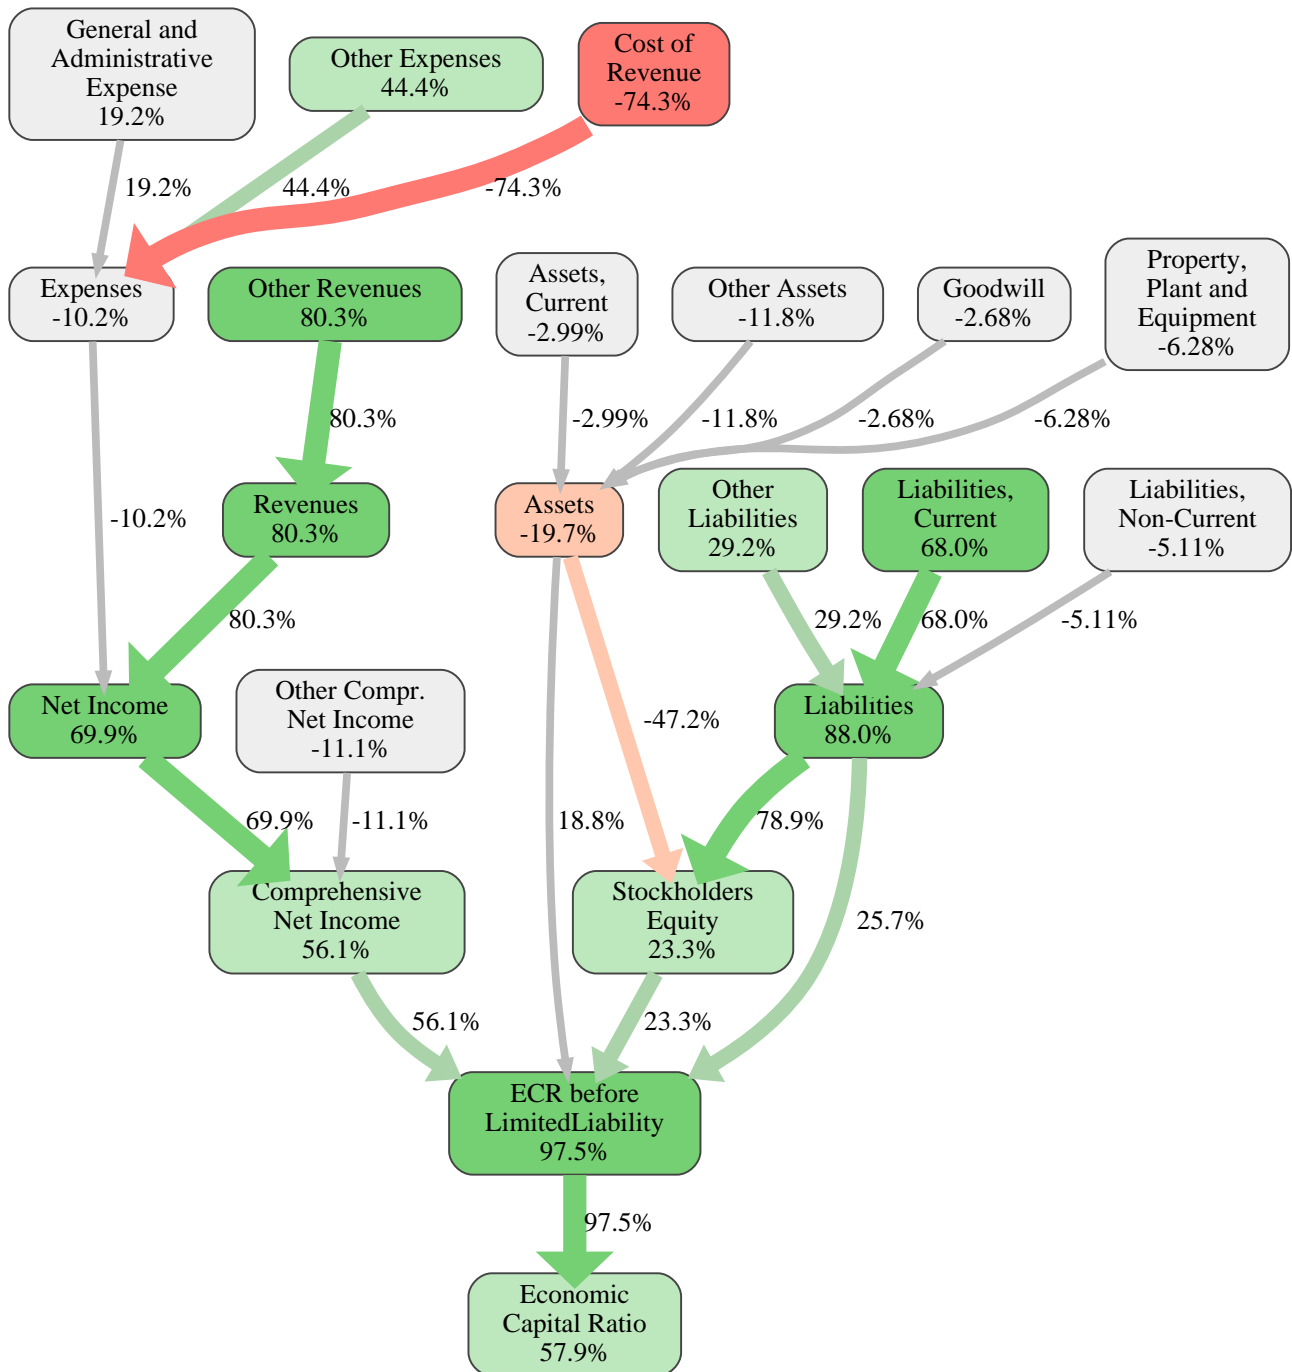 General and
Administrative
Expense
19.2%
Other Expenses
44.4%
Cost of
Revenue
-74.3%
19.2%
44.4%
-74.3%
Expenses
-10.2%
Other Revenues
80.3%
Assets,
Current
-2.99%
Other Assets
-11.8%
Goodwill
-2.68%
Property,
Plant and
Equipment
-6.28%
80.3%
-2.99%
-11.8%
-2.68%
-6.28%
Revenues
80.3%
Assets
-19.7%
Other
Liabilities
29.2%
Liabilities,
Current
68.0%
Liabilities,
Non-Current
-5.11%
-10.2%
80.3%
29.2%
68.0%
-5.11%
Net Income
69.9%
Other Compr.
Net Income
-11.1%
-47.2%
Liabilities
88.0%
69.9%
-11.1%
18.8%
78.9%
Comprehensive
Net Income
56.1%
Stockholders
Equity
23.3%
25.7%
56.1%
23.3%
ECR before
LimitedLiability
97.5%
97.5%
Economic
Capital Ratio
57.9%